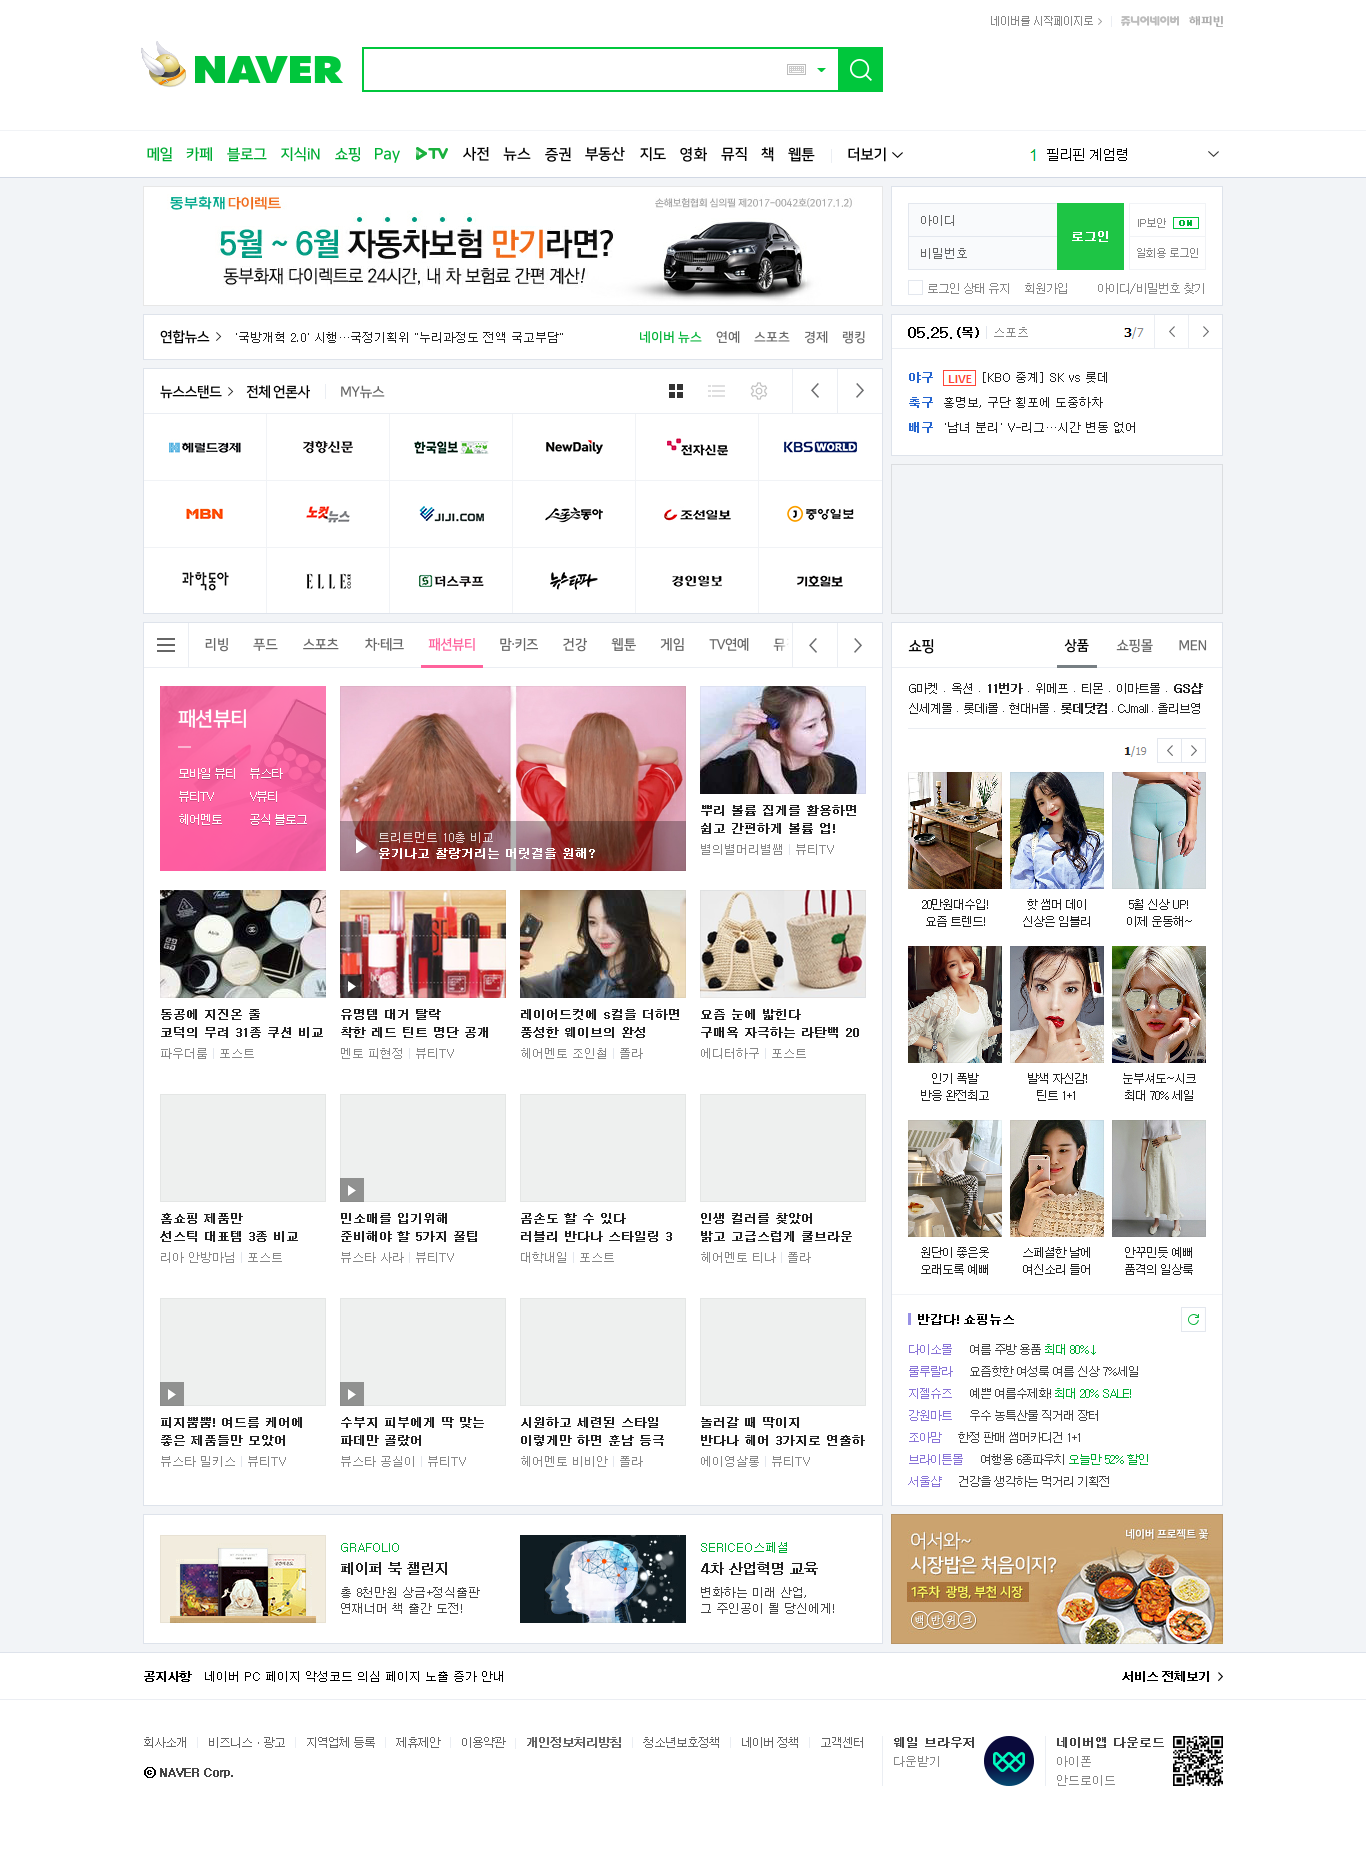 네이버를 시작페이지로 쥬니어네이버 해피빈
NAVER
메일 카페 블로그 지식iN 쇼핑 Pay TV 사전 뉴스 증권 부동산 지도 영화 뮤직 책 웹툰 더보기 1 필리핀 계엄령
동부화재 다이렉트
손해보험협회 심의필 제2017-0042호(2017.1.2)
5월 ~ 6월 자동차보험 만기라면?
동부화재 다이렉트로 24시간, 내 차 보험료 간편 계산!
아이디
비밀번호
로그인
IP보안 ON
일회용 로그인
로그인 상태 유지 회원가입 아이디/비밀번호 찾기
연합뉴스 '국방개혁 2.0' 시행…국정기획위 "누리과정도 전액 국고부담"
네이버 뉴스 연예 스포츠 경제 랭킹
05.25. (목) 스포츠 3/7
야구 LIVE [KBO 중계] SK vs 롯데
축구 홍명보, 구단 횡포에 도중하차
배구 '남녀 분리' V-리그…시간 변동 없어
뉴스스탠드 전체 언론사 MY뉴스
헤럴드경제 경향신문 한국일보 NewDaily 전자신문 KBS WORLD
MBN 노컷뉴스 JIJI.COM 스포츠동아 조선일보 중앙일보
과학동아 ELLE 더스쿠프 뉴스타파 경인일보 기호일보
리빙 푸드 스포츠 차·테크 패션뷰티 맘·키즈 건강 웹툰 게임 TV연예
패션뷰티
모바일 뷰티 뷰스타
뷰티TV V뷰티
헤어멘토 공식 블로그
트리트먼트 10총 비교
윤기나고 찰랑거리는 머릿결을 원해?
뿌리 볼륨 집게를 활용하면
쉽고 간편하게 볼륨 업!
별의별머리별쌤 뷰티TV
동공에 지진온 줄
코덕의 무려 31종 쿠션 비교
파우더룸 포스트
유명템 대거 탈락
착한 레드 틴트 명단 공개
멘토 피현정 뷰티TV
레이어드컷에 s컬을 더하면
풍성한 웨이브의 완성
헤어멘토 조인철 폴라
요즘 눈에 밟힌다
구매욕 자극하는 라탄백 20
에디터하구 포스트
홈쇼핑 제품만
선스틱 대표템 3종 비교
리아 안방마님 포스트
민소매를 입기위해
준비해야 할 5가지 꿀팁
뷰스타 사라 뷰티TV
곰손도 할 수 있다
러블리 반다나 스타일링 3
대학내일 포스트
인생 컬러를 찾았어
밝고 고급스럽게 쿨브라운
헤어멘토 티나 폴라
피지뿜뿜! 여드름 케어에
좋은 제품들만 모았어
뷰스타 밀키스 뷰티TV
수부지 피부에게 딱 맞는
파데만 골랐어
뷰스타 공실이 뷰티TV
시원하고 세련된 스타일
이렇게만 하면 훈남 등극
헤어멘토 비비안 폴라
놀러갈 때 딱이지
반다나 헤어 3가지로 연출하
에이영살롱 뷰티TV
쇼핑 상품 쇼핑몰 MEN
G마켓 . 옥션 . 11번가 . 위메프 . 티몬 . 이마트몰 . GS샵
신세계몰 . 롯데i몰 . 현대H몰 . 롯데닷컴 . CJmall . 올리브영
1/19
20만원대수입!
요즘 트렌드!
핫 썸머 데이
신상은 임블리
5월 신상 UP!
이제 운동해~
인기 폭발
반응 완전최고
발색 자신감!
틴트 1+1
눈부셔도~시크
최대 70% 세일
원단이 좋은옷
오래도록 예뻐
스페셜한 날에
여신소리 들어
안꾸민듯 예뻐
품격의 일상룩
반갑다! 쇼핑뉴스
다이소몰 여름 주방 용품 최대 80%↓
룰루랄라 요즘핫한 여성룩 여름 신상 7%세일
지젤슈즈 예쁜 여름수제화! 최대 20% SALE!
강원마트 우수 농특산물 직거래 장터
조아맘 한정 판매 썸머카디건 1+1
브라이튼몰 여행용 6종파우치 오늘만 52% 할인
서울샵 건강을 생각하는 먹거리 기획전
GRAFOLIO
페이퍼 북 챌린지
총 8천만원 상금+정식출판
연재너머 책 출간 도전!
SERICEO스페셜
4차 산업혁명 교육
변화하는 미래 산업,
그 주인공이 될 당신에게!
어서와~
시장밥은 처음이지?
1주차 광명, 부천 시장
백반위크
네이버 프로젝트 꽃
공지사항 네이버 PC 페이지 악성코드 의심 페이지 노출 증가 안내 서비스 전체보기
회사소개 비즈니스 · 광고 지역업체 등록 제휴제안 이용약관 개인정보처리방침 청소년보호정책 네이버 정책 고객센터
ⓒ NAVER Corp.
웨일 브라우저
다운받기
네이버앱 다운로드
아이폰
안드로이드